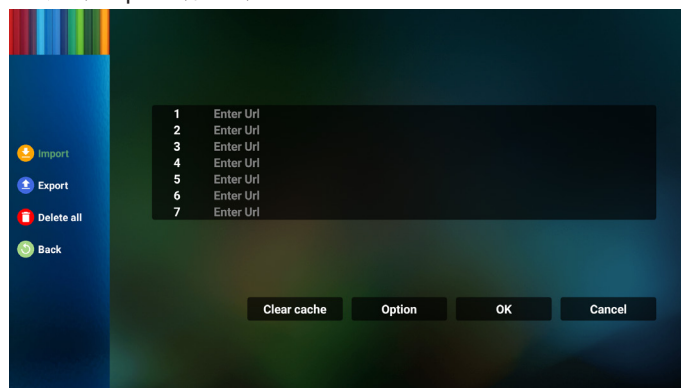 Import
Export
Delete all
Back
1 Enter Url
2 Enter Url
3 Enter Url
4 Enter Url
5 Enter Url
6 Enter Url
7 Enter Url
Clear cache Option OK Cancel